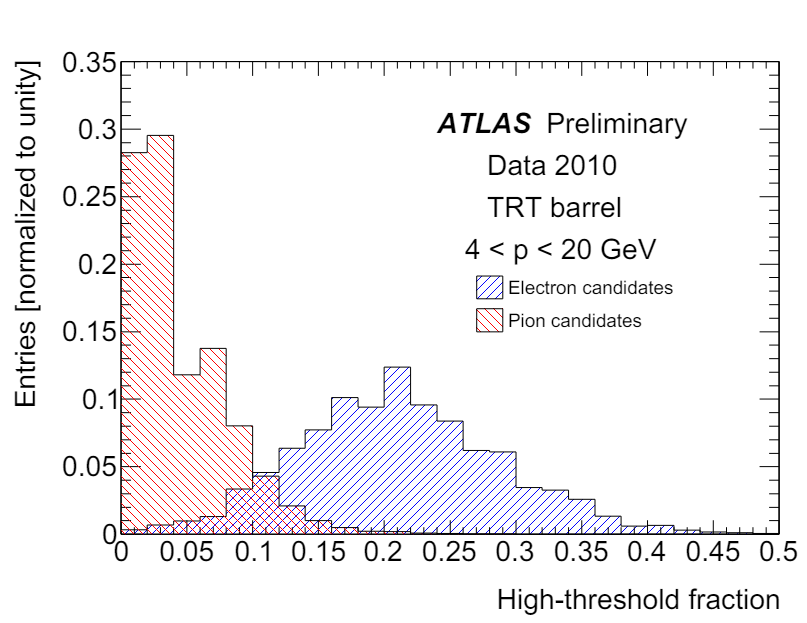 0.35
0.3
0.25
0.2
0.15
0.1
0.05
0
Entries [normalized to unity]
ATLAS Preliminary
Data 2010
TRT barrel
4 < p < 20 GeV
Electron candidates
Pion candidates
0 0.05 0.1 0.15 0.2 0.25 0.3 0.35 0.4 0.45 0.5
High-threshold fraction